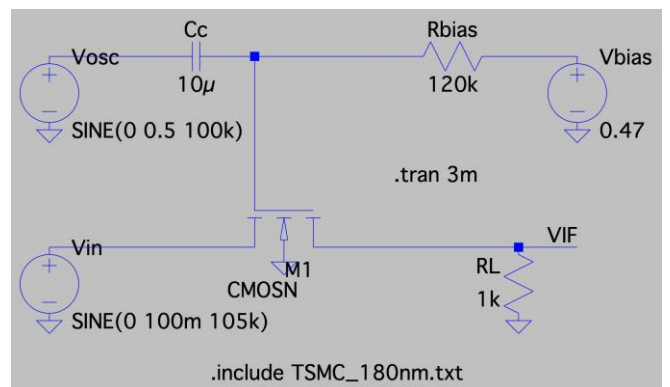 Cc
Rbias
Vosc
Vbias
10µ
120k
SINE(0 0.5 100k)
0.47
.tran 3m
Vin
M1
CMOSN
VIF
RL
1k
SINE(0 100m 105k)
.include TSMC_180nm.txt